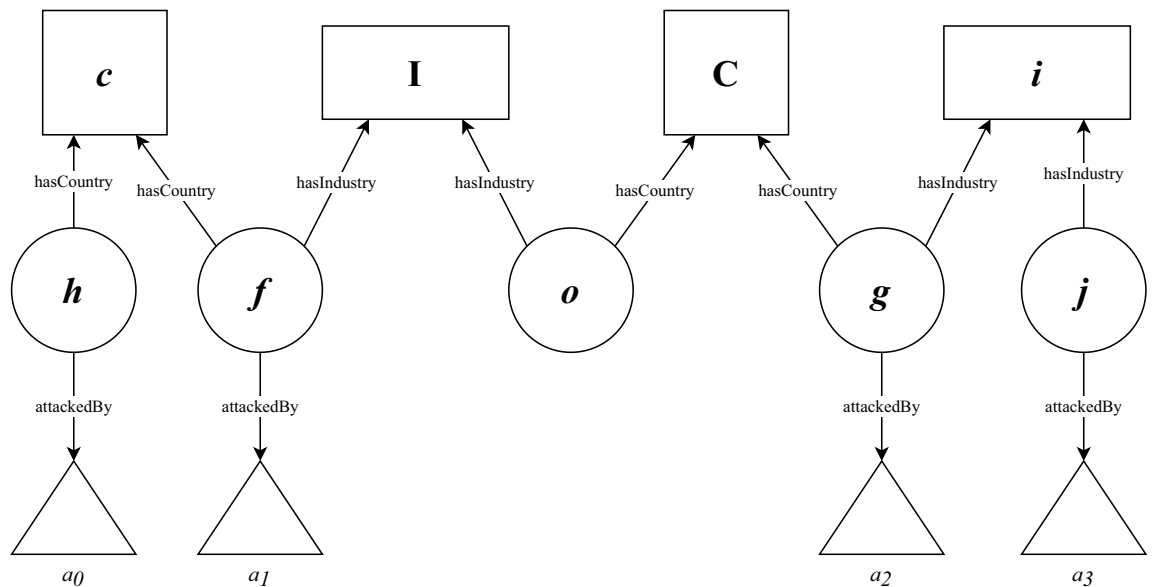 c
I
C
i
hasCountry
hasCountry
hasIndustry
hasIndustry
hasCountry
hasCountry
hasIndustry
hasIndustry
h
f
o
g
j
attackedBy
attackedBy
attackedBy
attackedBy
a0
a1
a2
a3